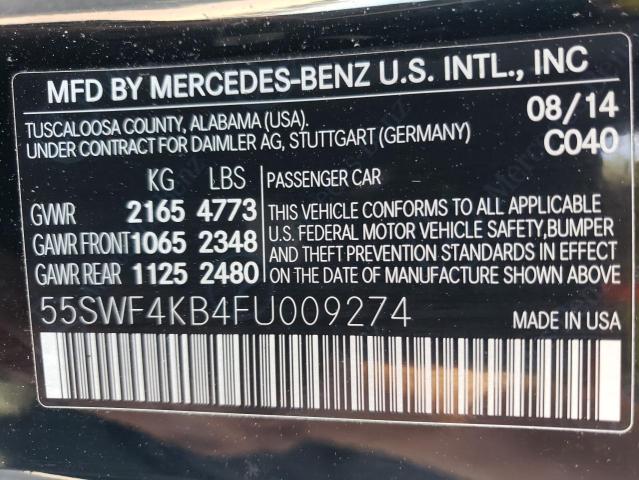 MFD BY MERCEDES-BENZ U.S. INTL., INC
TUSCALOOSA COUNTY, ALABAMA (USA). 08/14
UNDER CONTRACT FOR DAIMLER AG, STUTTGART (GERMANY) C040
KG LBS PASSENGER CAR
GVWR 2165 4773 THIS VEHICLE CONFORMS TO ALL APPLICABLE
U.S. FEDERAL MOTOR VEHICLE SAFETY,BUMPER
GAWR FRONT 1065 2348 AND THEFT PREVENTION STANDARDS IN EFFECT
GAWR REAR 1125 2480 ON THE DATE OF MANUFACTURE SHOWN ABOVE
55SWF4KB4FU009274 MADE IN USA